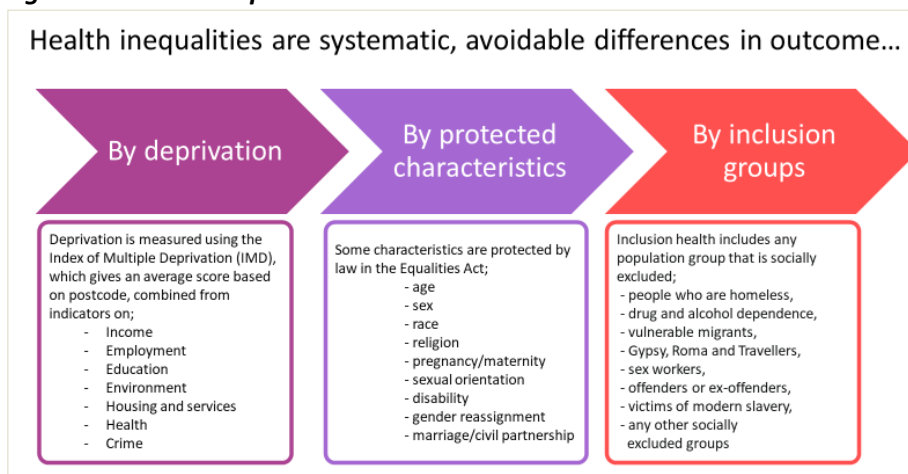 Health inequalities are systematic, avoidable differences in outcome…
By deprivation
Deprivation is measured using the
Index of Multiple Deprivation (IMD),
which gives an average score based
on postcode, combined from
indicators on;
- Income
- Employment
- Education
- Environment
- Housing and services
- Health
- Crime
By protected
characteristics
Some characteristics are protected by
law in the Equalities Act;
- age
- sex
- race
- religion
- pregnancy/maternity
- sexual orientation
- disability
- gender reassignment
- marriage/civil partnership
By inclusion
groups
Inclusion health includes any
population group that is socially
excluded;
- people who are homeless,
- drug and alcohol dependence,
- vulnerable migrants,
- Gypsy, Roma and Travellers,
- sex workers,
- offenders or ex-offenders,
- victims of modern slavery,
- any other socially
excluded groups